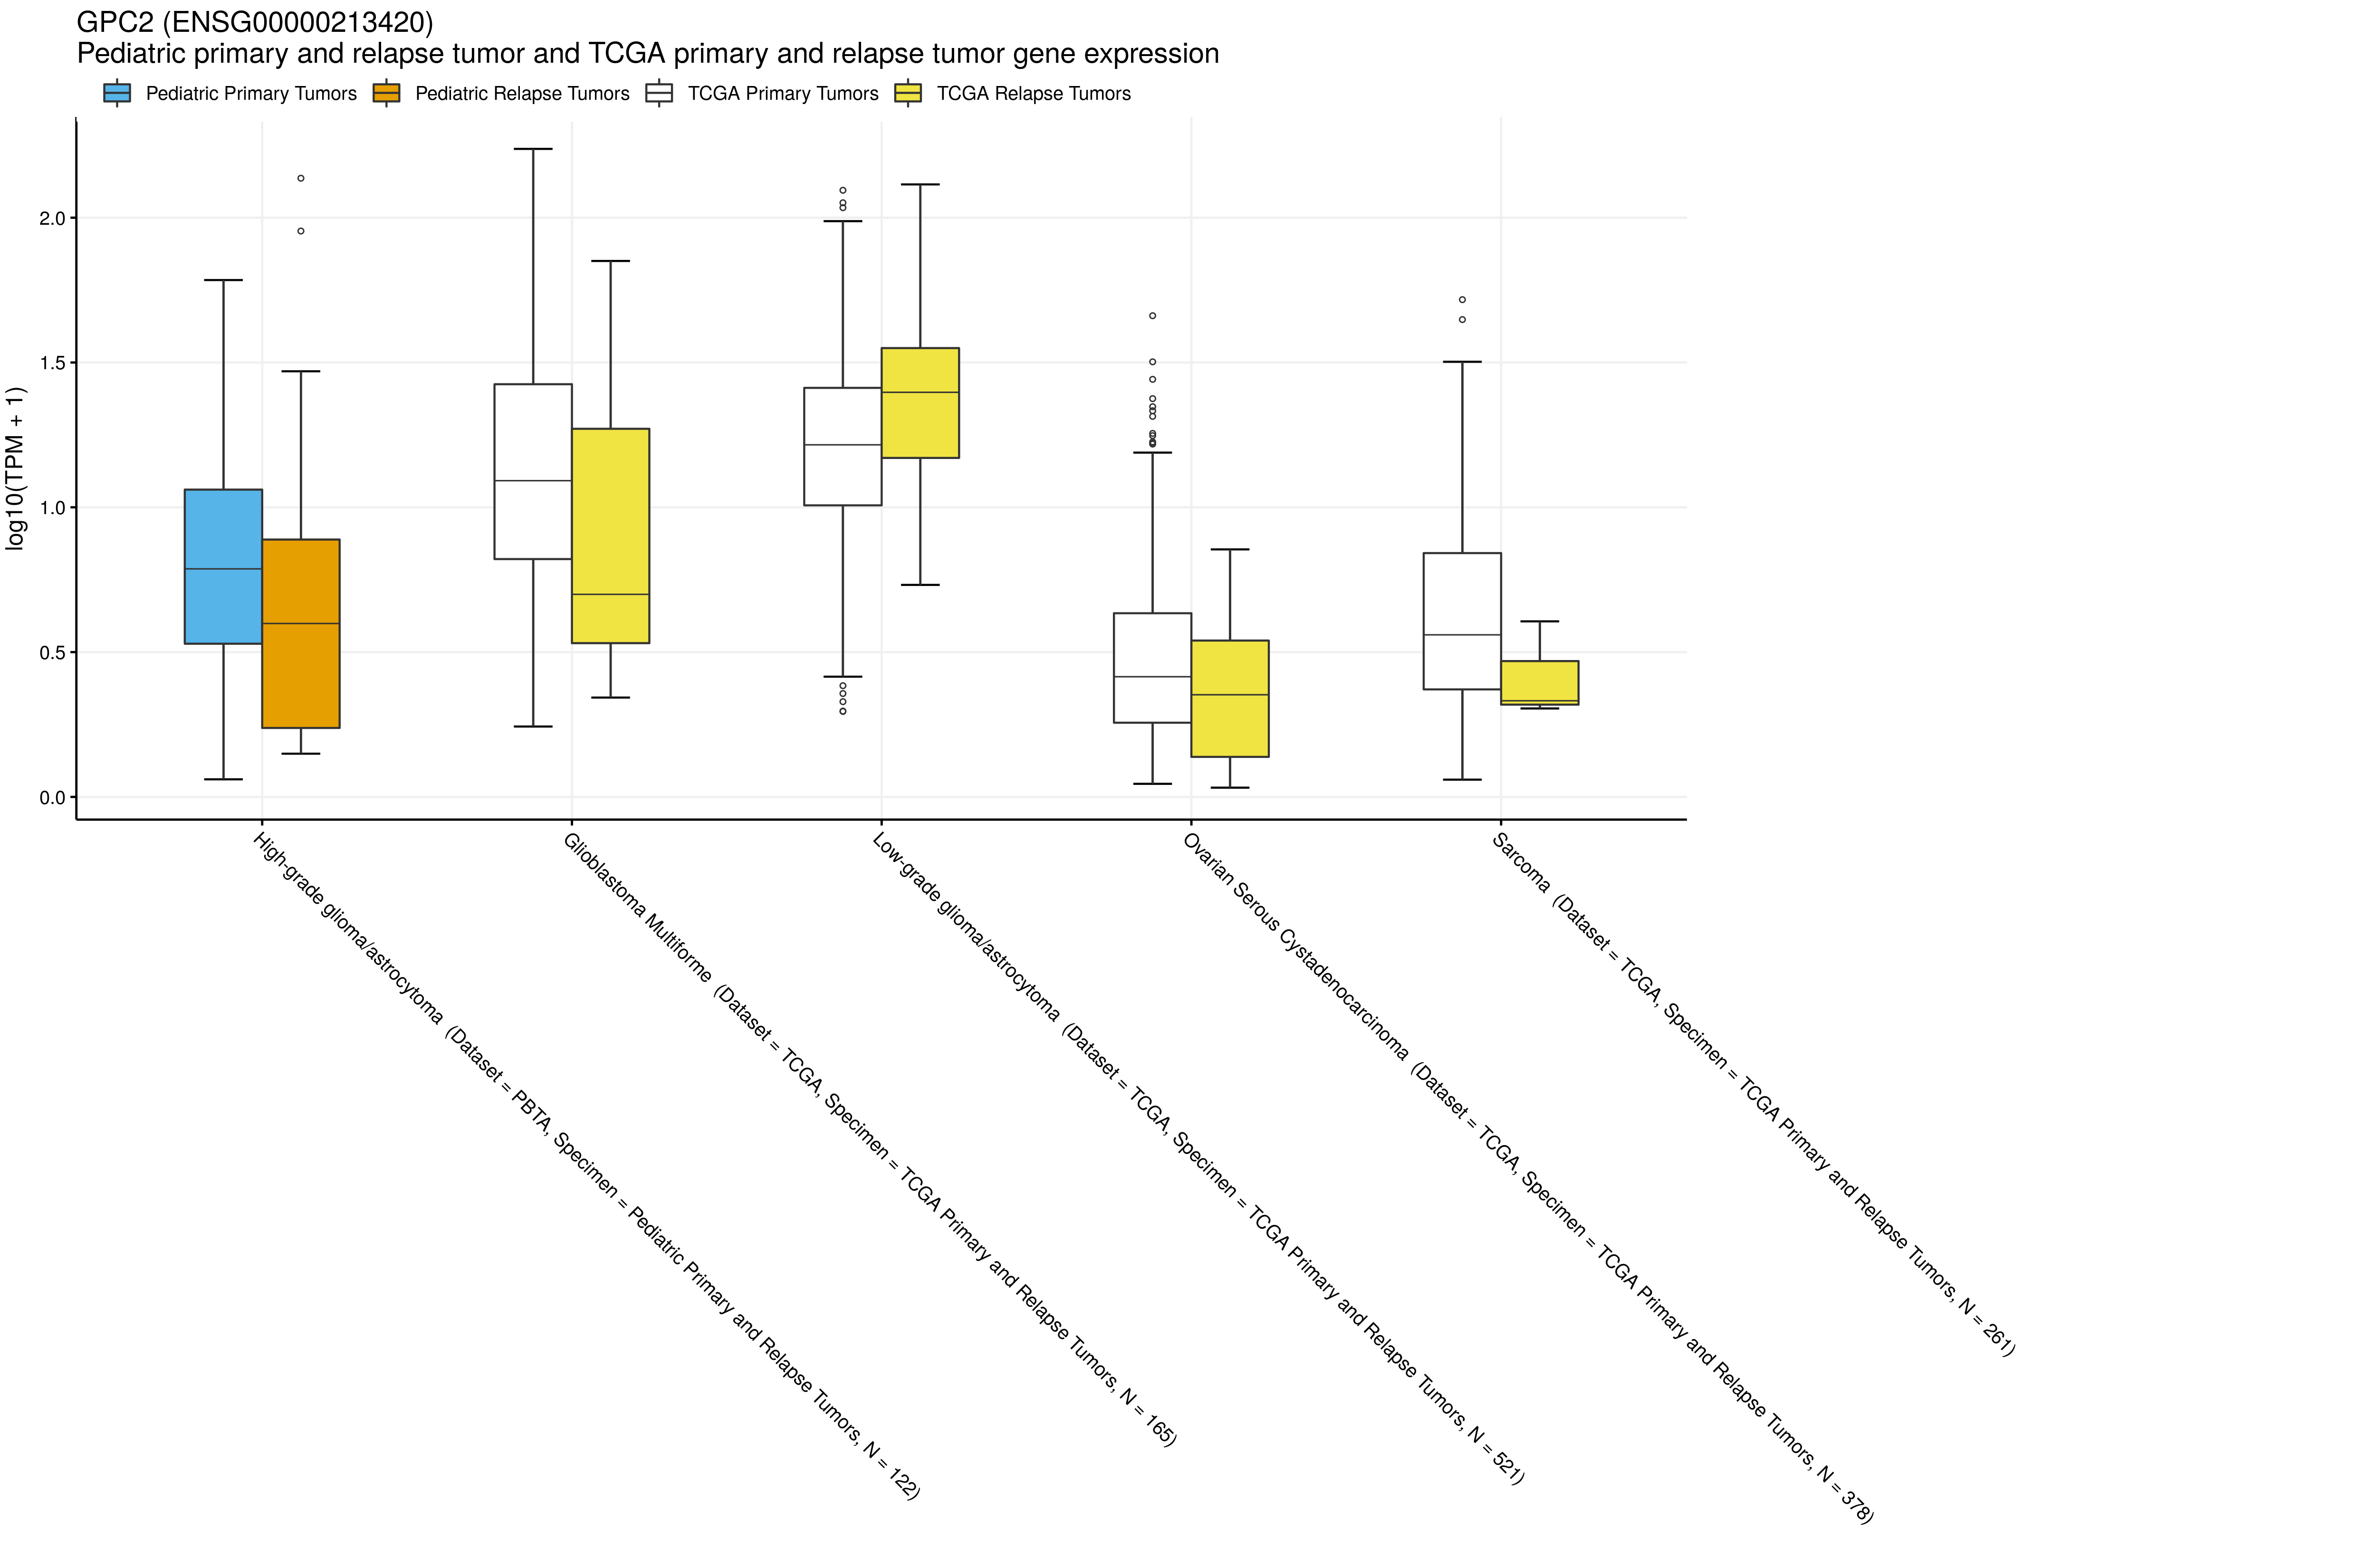 GPC2 (ENSG00000213420)
Pediatric primary and relapse tumor and TCGA primary and relapse tumor gene expression
Pediatric Primary Tumors
Pediatric Relapse Tumors
TCGA Primary Tumors
TCGA Relapse Tumors
log10(TPM + 1)
2.0
1.5
1.0
0.5
0.0
High-grade glioma/astrocytoma (Dataset = PBTA, Specimen = Pediatric Primary and Relapse Tumors, N = 122)
Glioblastoma Multiforme (Dataset = TCGA, Specimen = TCGA Primary and Relapse Tumors, N = 165)
Low-grade glioma/astrocytoma (Dataset = TCGA, Specimen = TCGA Primary and Relapse Tumors, N = 521)
Ovarian Serous Cystadenocarcinoma (Dataset = TCGA, Specimen = TCGA Primary and Relapse Tumors, N = 378)
Sarcoma (Dataset = TCGA, Specimen = TCGA Primary and Relapse Tumors, N = 261)